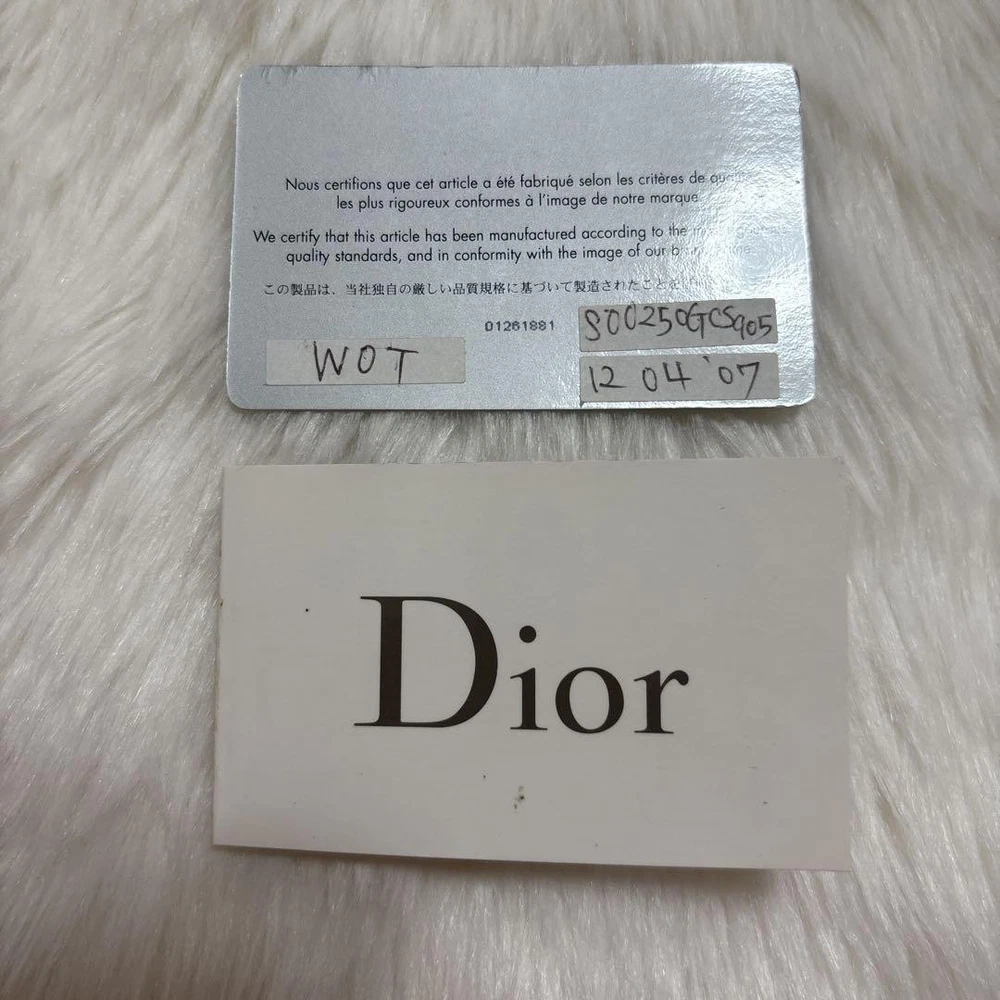 Nous certifions que cet article a été fabriqué selon les critères de
les plus rigoureux conformes à l'image de notre marque
We certify that this article has been manufactured according to the
quality standards, and in conformity with the image of our
この製品は、当社独自の厳しい品質規格に基づいて製造されたことを
01261881
S00250GCS905
WOT
12 04 '07
Dior